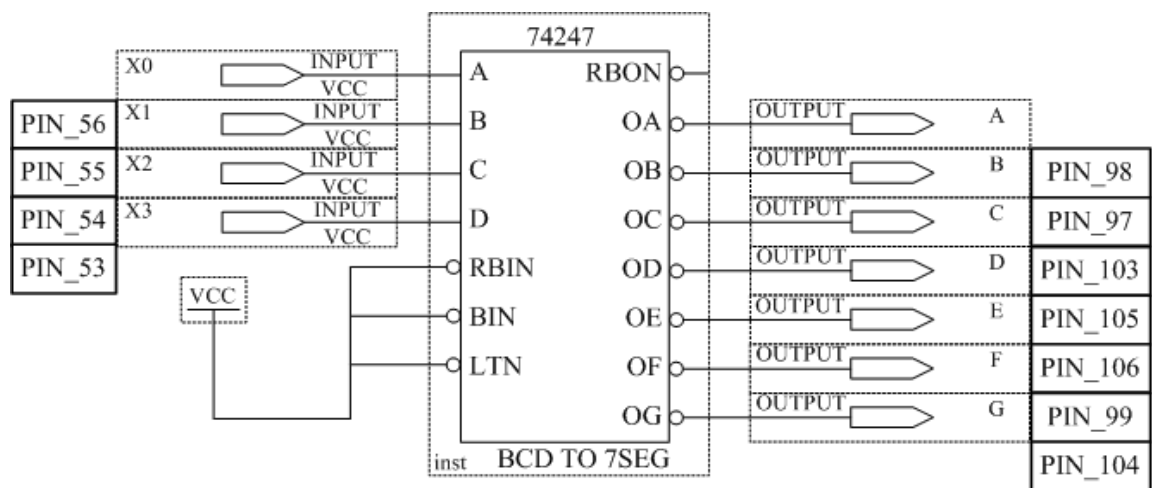 74247
X0 INPUT VCC A RBON
PIN_56 X1 INPUT VCC B OA OUTPUT A
PIN_55 X2 INPUT VCC C OB OUTPUT B PIN_98
PIN_54 X3 INPUT VCC D OC OUTPUT C PIN_97
PIN_53 RBIN OD OUTPUT D PIN_103
VCC BIN OE OUTPUT E PIN_105
LTN OF OUTPUT F PIN_106
OG OUTPUT G PIN_99
inst BCD TO 7SEG PIN_104